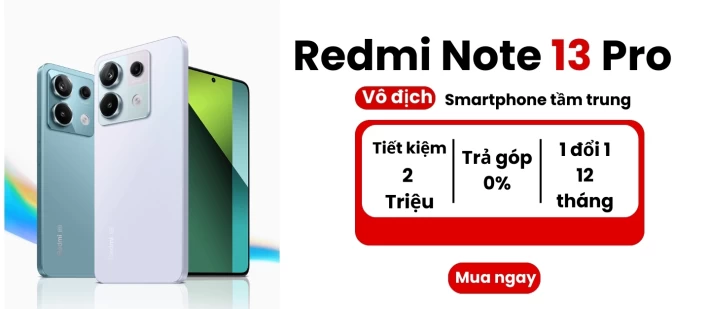 Redmi Note 13 Pro
Vô địch Smartphone tầm trung
Tiết kiệm
2
Triệu
Trả góp
0%
1 đổi 1
12
tháng
Mua ngay